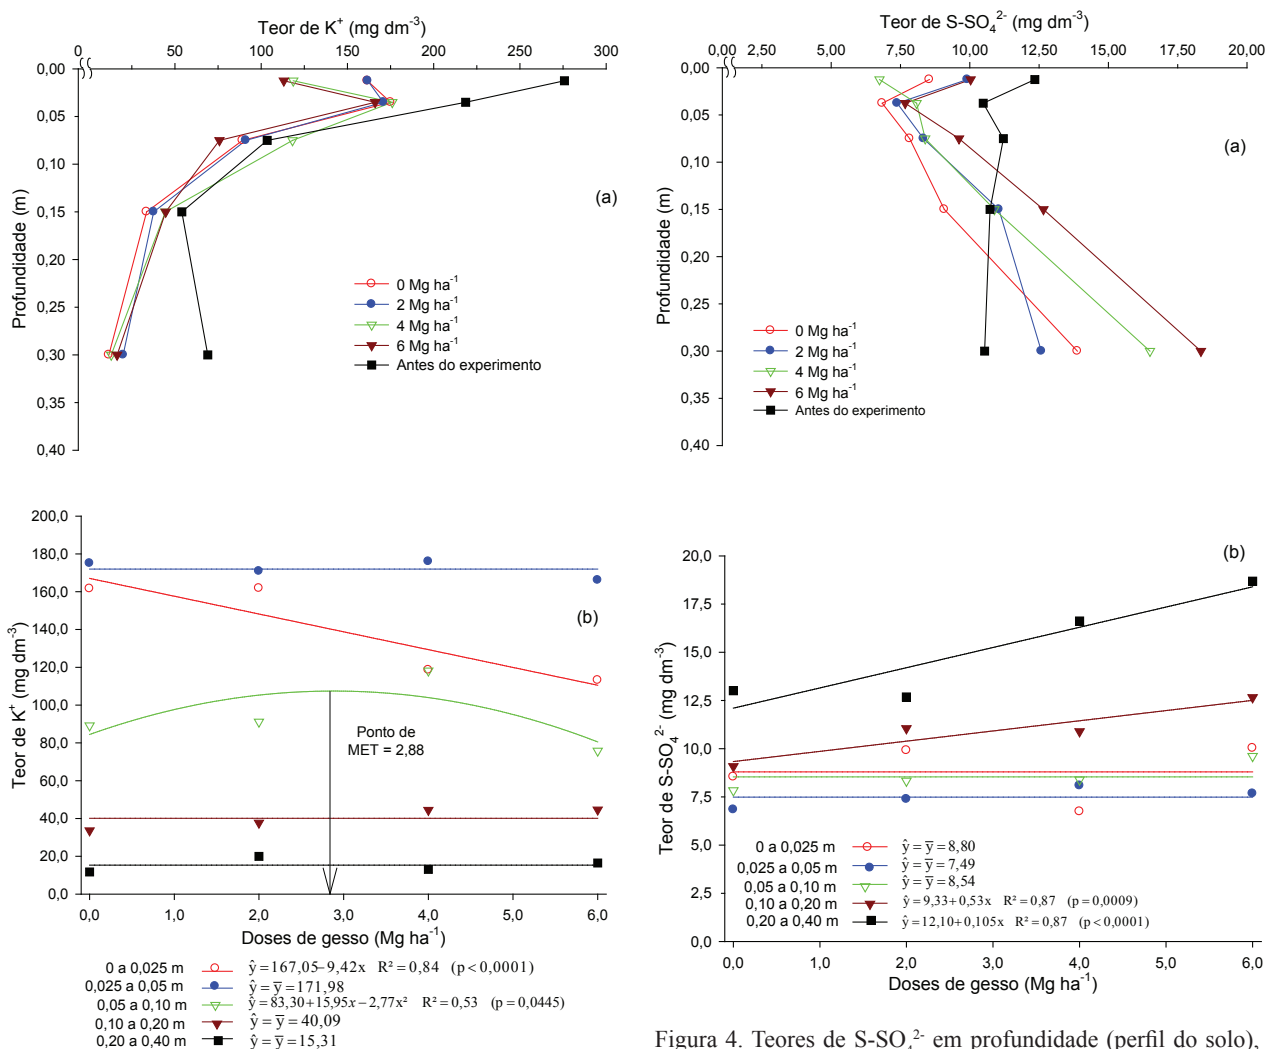 Teor de K⁺ (mg dm⁻³)
0 50 100 150 200 250 300
0,00
0,05
0,10
0,15
0,20
0,25
0,30
0,35
0,40
Profundidade (m)
(a)
0 Mg ha⁻¹
2 Mg ha⁻¹
4 Mg ha⁻¹
6 Mg ha⁻¹
Antes do experimento
200,0
180,0
160,0
140,0
120,0
100,0
80,0
60,0
40,0
20,0
0,0
Teor de K⁺ (mg dm⁻³)
(b)
Ponto de
MET = 2,88
0,0 2,0 3,0 4,0 6,0
Doses de gesso (Mg ha⁻¹)
0 a 0,025 m ŷ=167,05−9,42x R²=0,84 (p<0,0001)
0,025 a 0,05 m ŷ=y̅=171,98
0,05 a 0,10 m ŷ=83,30+15,95x−2,77x² R²=0,53 (p=0,0445)
0,10 a 0,20 m ŷ=y̅=40,09
0,20 a 0,40 m ŷ=y̅=15,31
Teor de S-SO₄²⁻ (mg dm⁻³)
0,00 2,50 5,00 7,50 10,00 12,50 15,00 17,50 20,00
0,00
0,05
0,10
0,15
0,20
0,25
0,30
0,35
0,40
Profundidade (m)
(a)
0 Mg ha⁻¹
2 Mg ha⁻¹
4 Mg ha⁻¹
6 Mg ha⁻¹
Antes do experimento
20,0
17,5
15,0
12,5
10,0
7,5
5,0
2,5
0,0
Teor de S-SO₄²⁻ (mg dm⁻³)
(b)
0 a 0,025 m ŷ=y̅=8,80
0,025 a 0,05 m ŷ=y̅=7,49
0,05 a 0,10 m ŷ=y̅=8,54
0,10 a 0,20 m ŷ=9,33+0,53x R²=0,87 (p=0,0009)
0,20 a 0,40 m ŷ=12,10+0,105x R²=0,87 (p<0,0001)
0,0 1,0 2,0 3,0 4,0 5,0 6,0
Doses de gesso (Mg ha⁻¹)
Figura 4. Teores de S-SO₄²⁻ em profundidade (perfil do solo),